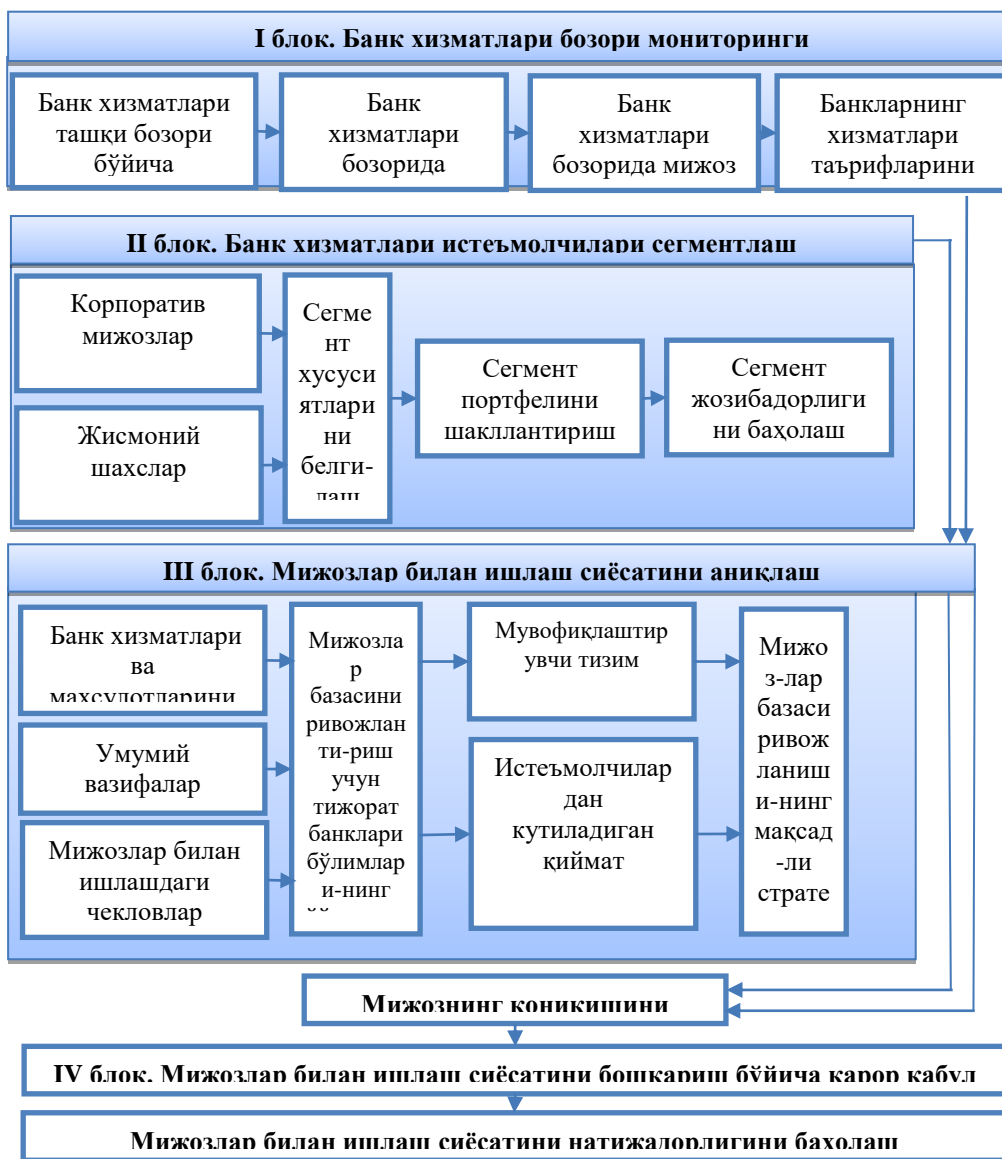 I блок. Банк хизматлари бозори мониторинги
Банк хизматлари
ташқи бозори
бўйича
Банк
хизматлари
бозорида
Банк
хизматлари
бозорида мижоз
Банкларнинг
хизматлари
таърифларини
II блок. Банк хизматлари истеъмолчилари сегментлаш
Корпоратив
мижозлар
Жисмоний
шахслар
Сегме
нт
хусуси
ятлари
ни
белги-
лаш
Сегмент
портфелини
шакллантириш
Сегмент
жозибадорлиги
ни баҳолаш
III блок. Мижозлар билан ишлаш сиёсатини аниқлаш
Банк хизматлари
ва
маҳсулотларини
Умумий
вазифалар
Мижозлар билан
ишлашдаги
чекловлар
Мижозла
р
базасини
ривожлан
ти-риш
учун
тижорат
банклари
бўлимлар
и-нинг
Мувофиқлаштир
увчи тизим
Истеъмолчилар
дан
кутиладиган
қиймат
Мижо
з-лар
базаси
ривож
ланиш
и-нинг
мақсад
-ли
страте
Мижознинг қониқишини
IV блок. Мижозлар билан ишлаш сиёсатини бошқариш бўйича қарор қабул
Мижозлар билан ишлаш сиёсатини натижадорлигини баҳолаш